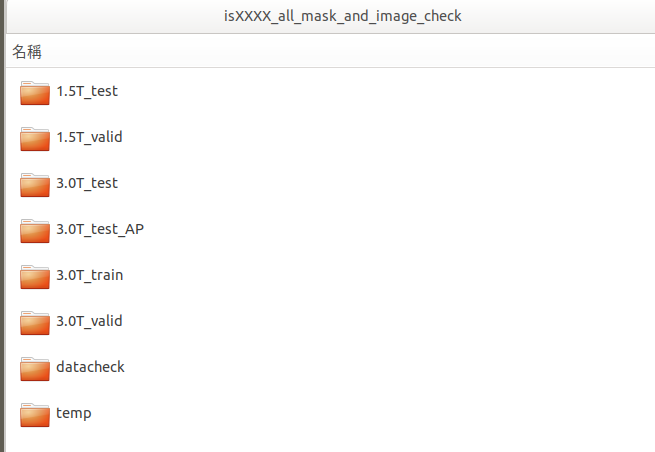 isXXXX_all_mask_and_image_check
名稱
1.5T_test
1.5T_valid
3.0T_test
3.0T_test_AP
3.0T_train
3.0T_valid
datacheck
temp